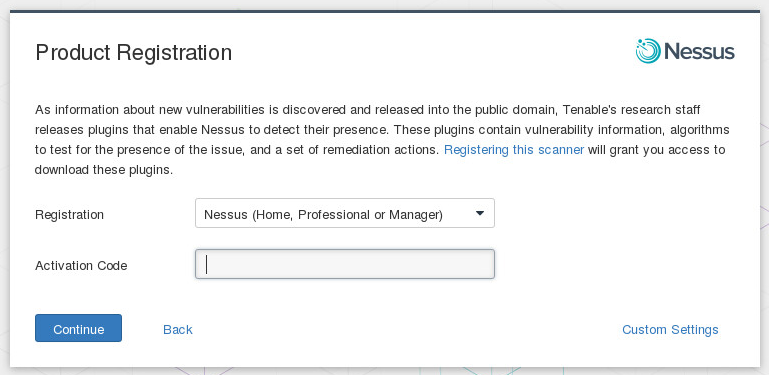 Product Registration
Nessus
As information about new vulnerabilities is discovered and released into the public domain, Tenable's research staff
releases plugins that enable Nessus to detect their presence. These plugins contain vulnerability information, algorithms
to test for the presence of the issue, and a set of remediation actions. Registering this scanner will grant you access to
download these plugins.
Registration
Nessus (Home, Professional or Manager)
Activation Code
Continue
Back
Custom Settings